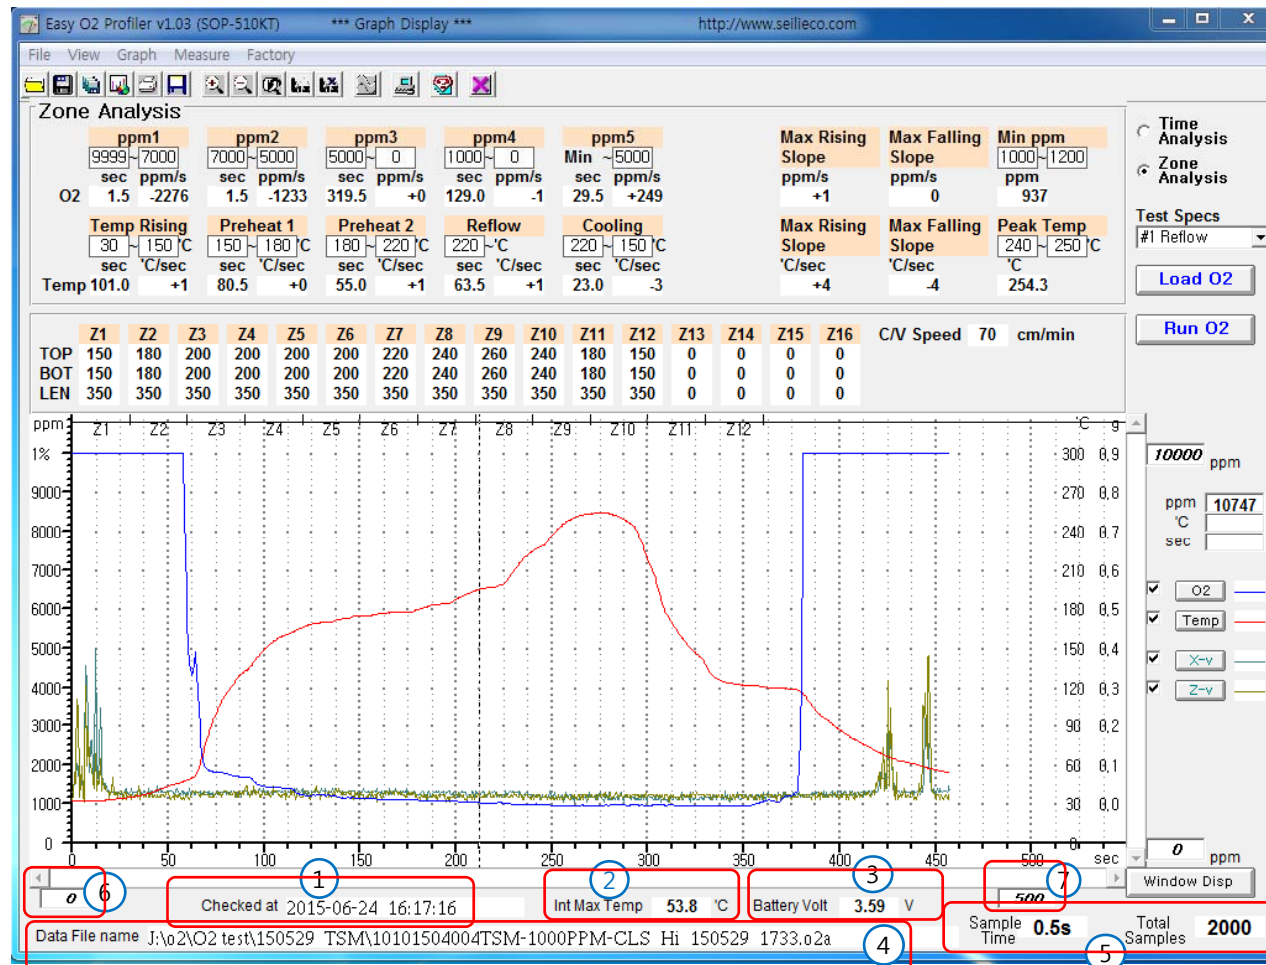 Easy O2 Profiler v1.03 (SOP-510KT) *** Graph Display *** http://www.seilieco.com
File View Graph Measure Factory
Zone Analysis
ppm1 ppm2 ppm3 ppm4 ppm5 Max Rising Slope Max Falling Slope Min ppm
9999 ~ 7000 7000 ~ 5000 5000 ~ 0 1000 ~ 0 Min ~ 5000 1000 ~ 1200
sec ppm/s sec ppm/s sec ppm/s sec ppm/s sec ppm/s ppm/s ppm/s ppm
O2 1.5 -2276 1.5 -1233 319.5 +0 129.0 -1 29.5 +249 +1 0 937
Temp Rising Preheat 1 Preheat 2 Reflow Cooling Max Rising Slope Max Falling Slope Peak Temp
30 ~ 150 'C 150 ~ 180 'C 180 ~ 220 'C 220 ~'C 220 ~ 150 'C 240 ~ 250 'C
sec 'C/sec sec 'C/sec sec 'C/sec sec 'C/sec sec 'C/sec 'C/sec 'C/sec 'C
Temp 101.0 +1 80.5 +0 55.0 +1 63.5 +1 23.0 -3 +4 -4 254.3
Time Analysis
Zone Analysis
Test Specs
#1 Reflow
Load O2
Run O2
Z1 Z2 Z3 Z4 Z5 Z6 Z7 Z8 Z9 Z10 Z11 Z12 Z13 Z14 Z15 Z16 C/V Speed 70 cm/min
TOP 150 180 200 200 200 200 220 240 260 240 180 150 0 0 0 0
BOT 150 180 200 200 200 200 220 240 260 240 180 150 0 0 0 0
LEN 350 350 350 350 350 350 350 350 350 350 350 350 0 0 0 0
ppm Z1 Z2 Z3 Z4 Z5 Z6 Z7 Z8 Z9 Z10 Z11 Z12 'C g
1% 300 0,9
9000 270 0,8
8000 240 0,7
7000 210 0,6
6000 180 0,5
5000 150 0,4
4000 120 0,3
3000 90 0,2
2000 60 0,1
1000 30 0,0
0 0
0 50 100 150 200 250 300 350 400 450 500 sec
10000 ppm
ppm 10747
'C
sec
O2
Temp
X-v
Z-v
0 ppm
Window Disp
0 6
1
Checked at 2015-06-24 16:17:16
2
Int Max Temp 53.8 'C
3
Battery Volt 3.59 V
7
500
Data File name J:\o2\O2 test\150529 TSM\10101504004TSM-1000PPM-CLS Hi 150529 1733.o2a
4
Sample Time 0.5s Total Samples 2000
5